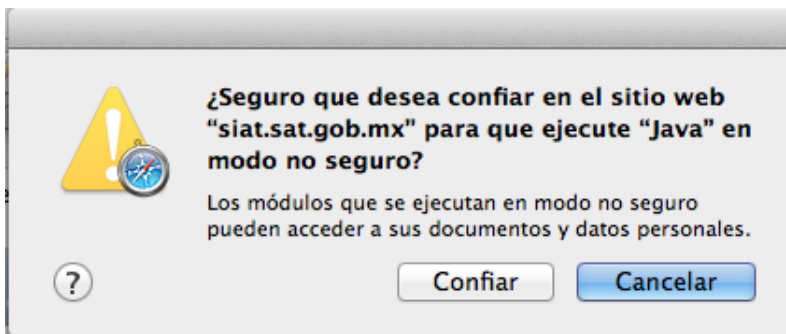 ¿Seguro que desea confiar en el sitio web
“siat.sat.gob.mx” para que ejecute “Java” en
modo no seguro?
Los módulos que se ejecutan en modo no seguro
pueden acceder a sus documentos y datos personales.
?
Confiar
Cancelar